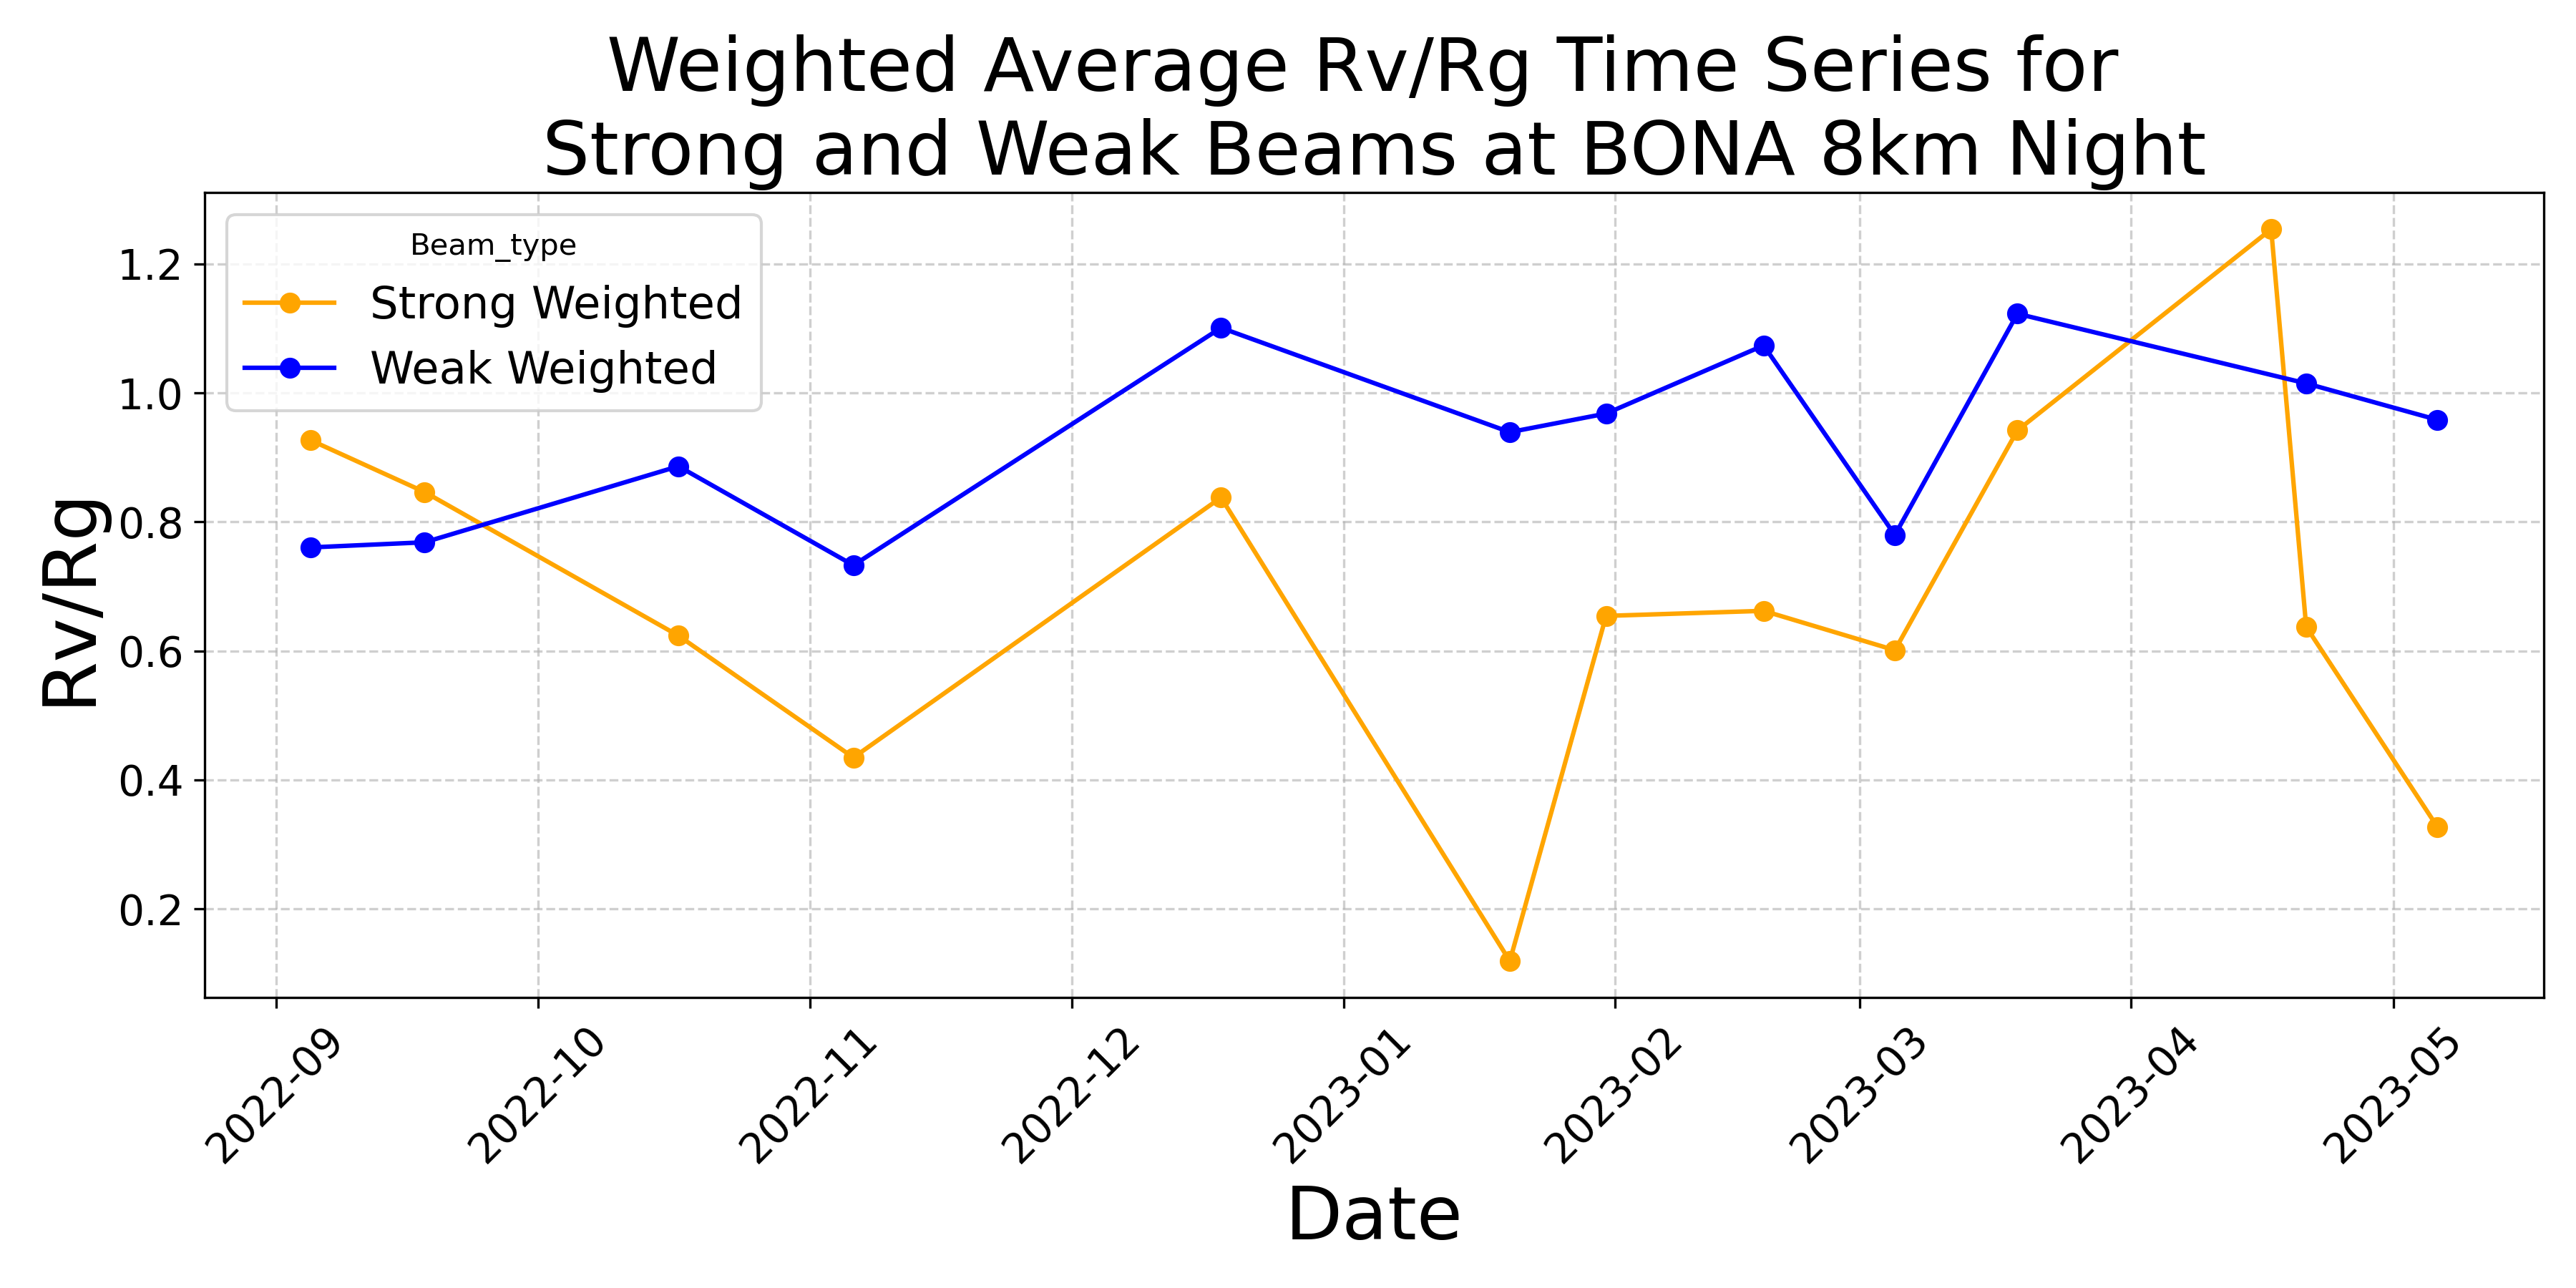 Weighted Average Rv/Rg Time Series for
Strong and Weak Beams at BONA 8km Night
Beam_type
Strong Weighted
Weak Weighted
Rv/Rg
1.2
1.0
0.8
0.6
0.4
0.2
2022-09
2022-10
2022-11
2022-12
2023-01
2023-02
2023-03
2023-04
2023-05
Date